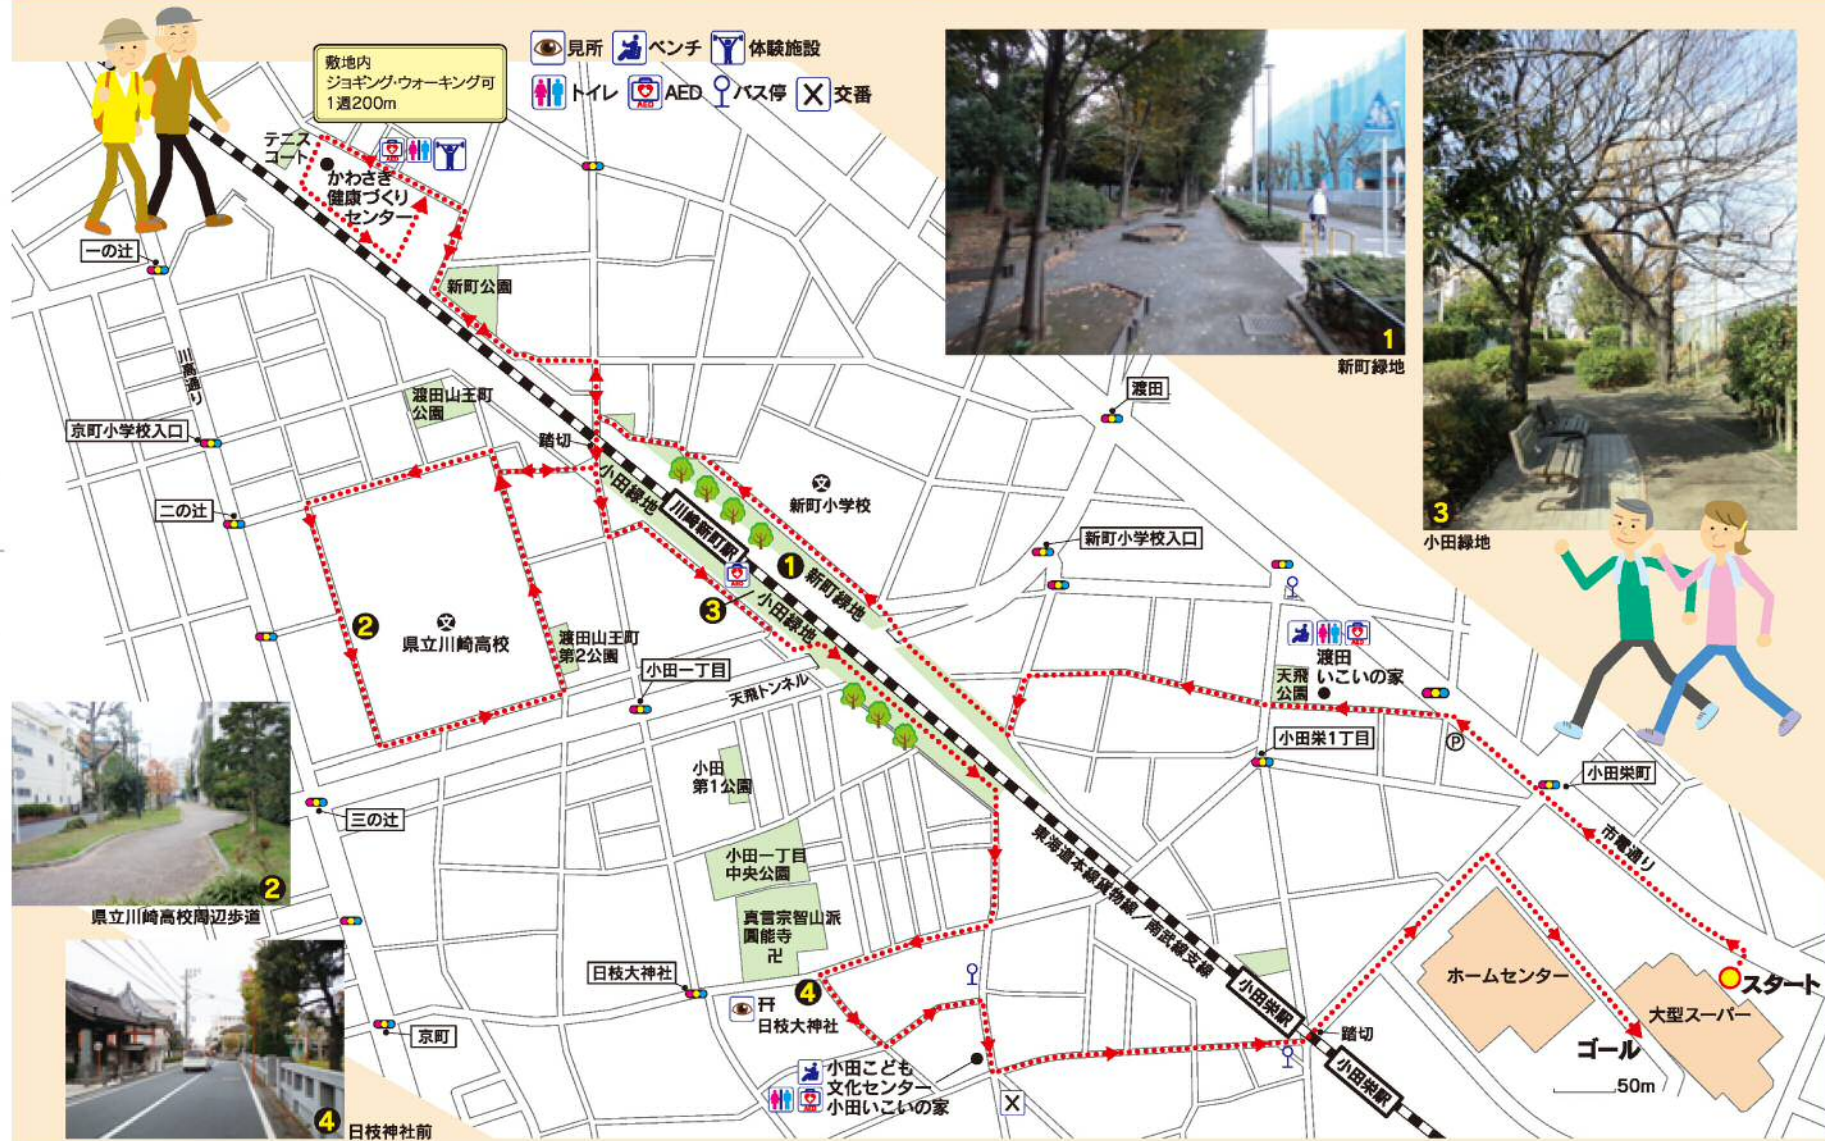 敷地内
ジョギング・ウォーキング可
1週200m
見所
ベンチ
体験施設
トイレ
AED
バス停
交番
テニス
コート
かわさき
健康づくり
センター
一の辻
新町公園
1
新町緑地
3
小田緑地
川高通り
渡田山王町
公園
渡田
京町小学校入口
踏切
小田緑地
文
新町小学校
二の辻
川崎新町駅
新町小学校入口
AED
1
新町緑地
3
小田緑地
2
文
県立川崎高校
渡田山王町
第2公園
小田一丁目
天飛トンネル
渡田
いこいの家
天飛
公園
P
小田栄1丁目
小田栄町
市電通り
2
県立川崎高校周辺歩道
三の辻
小田
第1公園
小田一丁目
中央公園
東海道本線貨物線/南武線支線
真言宗智山派
圓能寺
卍
日枝大神社
4
日枝大神社
京町
小田栄駅
踏切
小田栄駅
ホームセンター
スタート
大型スーパー
ゴール
50m
小田こども
文化センター
小田いこいの家
4
日枝神社前